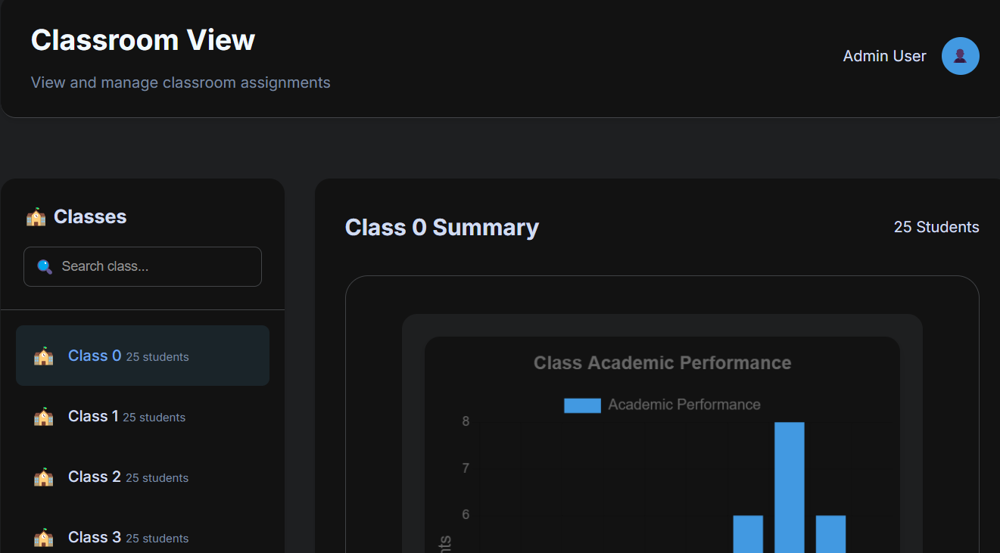 Classroom View
View and manage classroom assignments
Admin User
Classes
Search class...
Class 0 25 students
Class 1 25 students
Class 2 25 students
Class 3 25 students
Class 0 Summary
25 Students
Class Academic Performance
Academic Performance
8
7
6